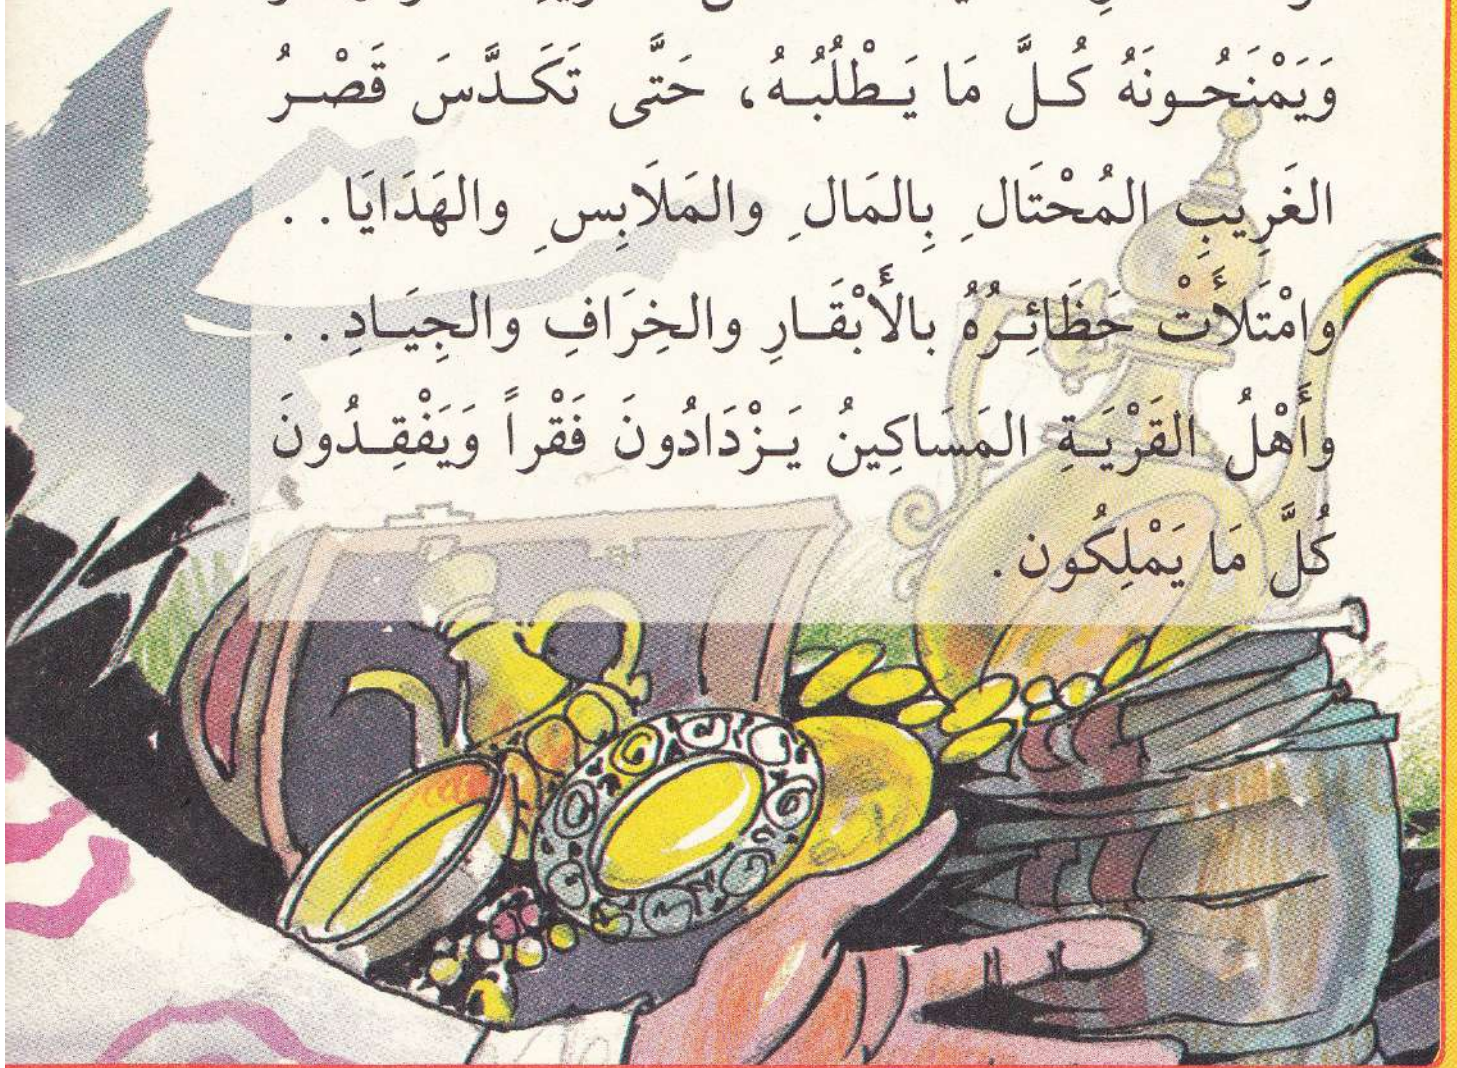 وَيَمْنَحُونَهُ كُلَّ مَا يَطْلُبُهُ، حَتَّى تَكَدَّسَ قَصْرُ
الغَرِيبِ المُحْتَالِ بِالمَالِ والمَلَابِسِ والهَدَايَا..
وامْتَلَأَتْ حَظَائِرُهُ بالأَبْقَارِ والخِرَافِ والجِيَادِ..
وأَهْلُ القَرْيَةِ المَسَاكِينُ يَزْدَادُونَ فَقْراً وَيَفْقِدُونَ
كُلَّ مَا يَمْلِكُون.